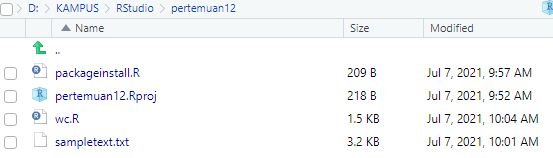 D: > KAMPUS > RStudio > pertemuan12
Name Size Modified
..
packageinstall.R 209 B Jul 7, 2021, 9:57 AM
pertemuan12.Rproj 218 B Jul 7, 2021, 9:52 AM
wc.R 1.5 KB Jul 7, 2021, 10:04 AM
sampletext.txt 3.2 KB Jul 7, 2021, 10:01 AM